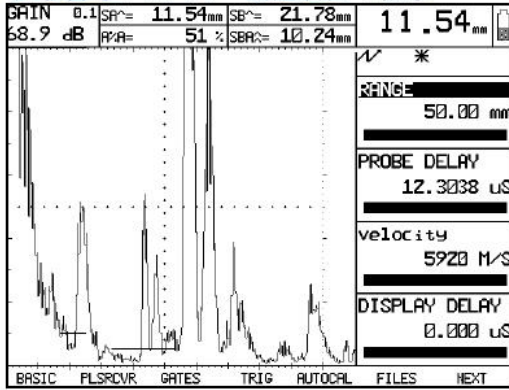 GAIN 0.1 SA^= 11.54mm SB^= 21.78mm 11.54mm
68.9 dB A%A= 51 % SBA^= 10.24mm
RANGE
50.00 mm
PROBE DELAY
12.3038 uS
velocity
5920 M/S
DISPLAY DELAY
0.000 uS
BASIC PLSRCVR GATES TRIG AUTOCAL FILES NEXT